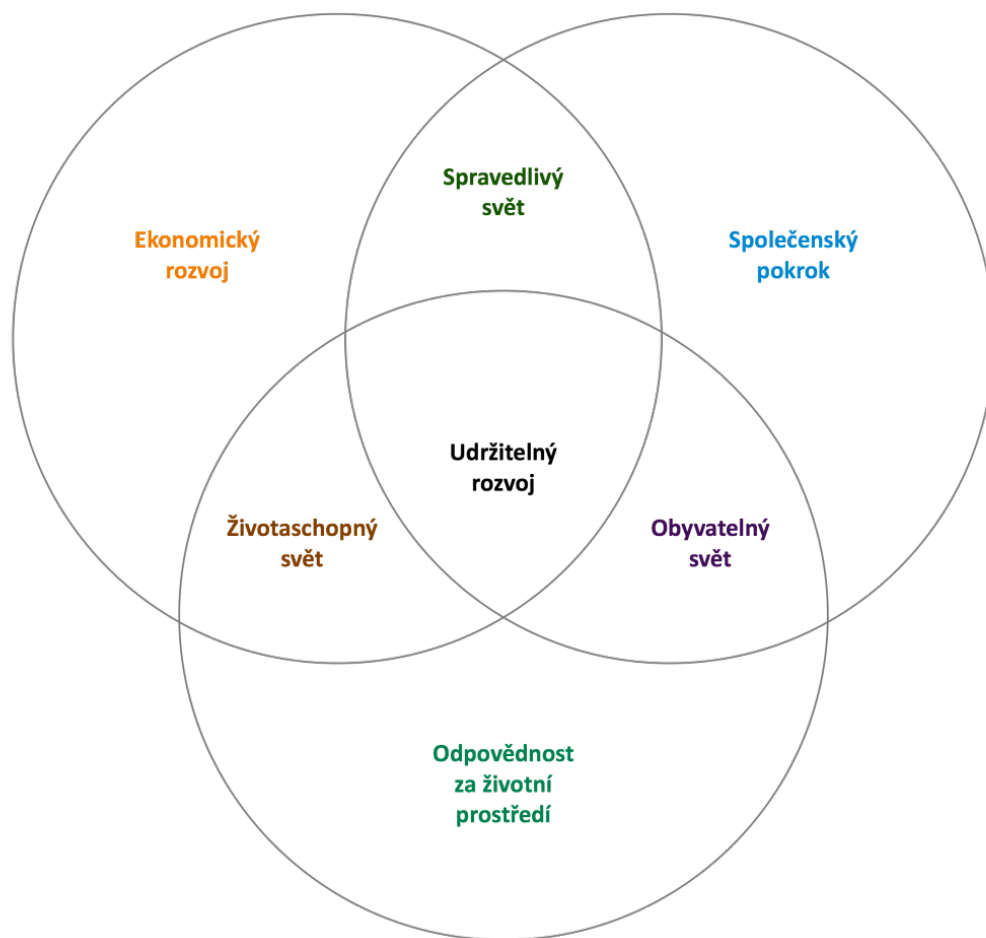 Spravedlivý
svět
Ekonomický
rozvoj
Společenský
pokrok
Udržitelný
rozvoj
Životaschopný
svět
Obyvatelný
svět
Odpovědnost
za životní
prostředí